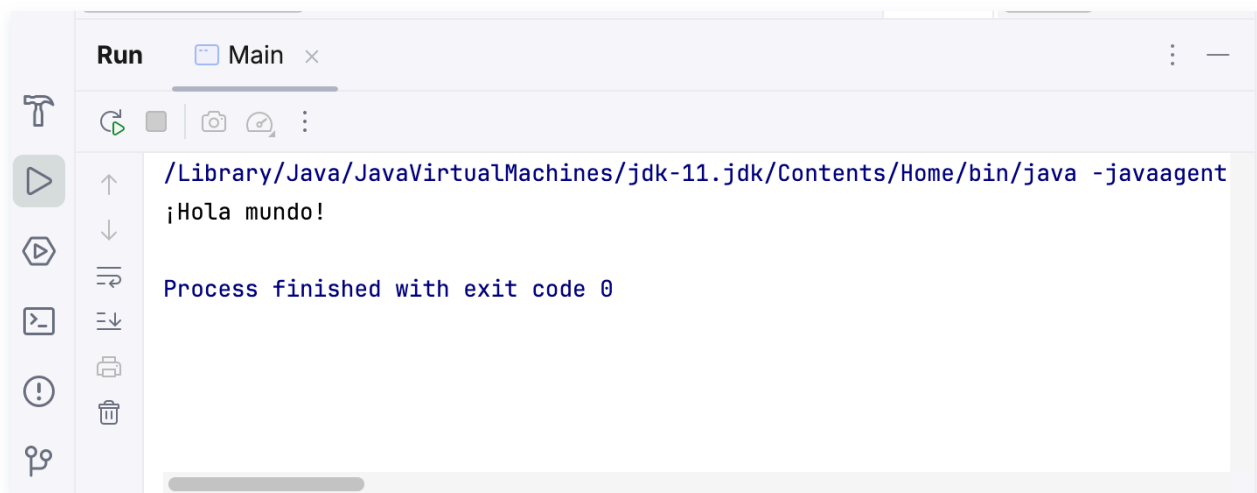 Run Main
/Library/Java/JavaVirtualMachines/jdk-11.jdk/Contents/Home/bin/java -javaagent
¡Hola mundo!
Process finished with exit code 0